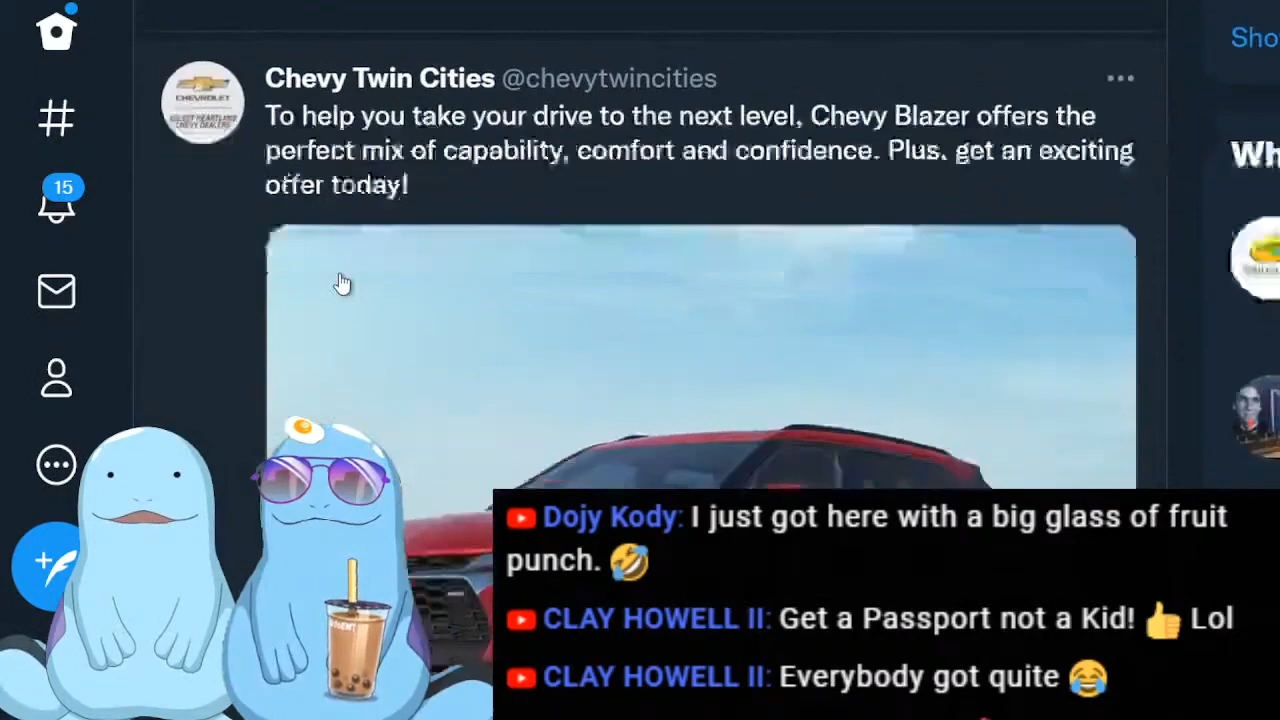 Sho
Chevy Twin Cities @chevytwincities
To help you take your drive to the next level, Chevy Blazer offers the
perfect mix of capability, comfort and confidence. Plus, get an exciting
offer today!
Wh
15
CHEVROLET
Dojy Kody: I just got here with a big glass of fruit
punch. 🤣
CLAY HOWELL II: Get a Passport not a Kid! 👍 Lol
CLAY HOWELL II: Everybody got quite 😂